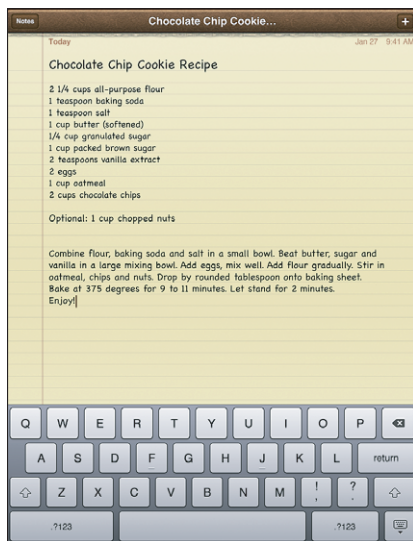 Notes
Chocolate Chip Cookie...
+
Today
Jan 27 9:41 AM
Chocolate Chip Cookie Recipe
2 1/4 cups all-purpose flour
1 teaspoon baking soda
1 teaspoon salt
1 cup butter (softened)
1/4 cup granulated sugar
1 cup packed brown sugar
2 teaspoons vanilla extract
2 eggs
1 cup oatmeal
2 cups chocolate chips
Optional: 1 cup chopped nuts
Combine flour, baking soda and salt in a small bowl. Beat butter, sugar and
vanilla in a large mixing bowl. Add eggs, mix well. Add flour gradually. Stir in
oatmeal, chips and nuts. Drop by rounded tablespoon onto baking sheet.
Bake at 375 degrees for 9 to 11 minutes. Let stand for 2 minutes.
Enjoy!
Q W E R T Y U I O P
A S D F G H J K L return
Z X C V B N M ! , ? .
.?123 .?123